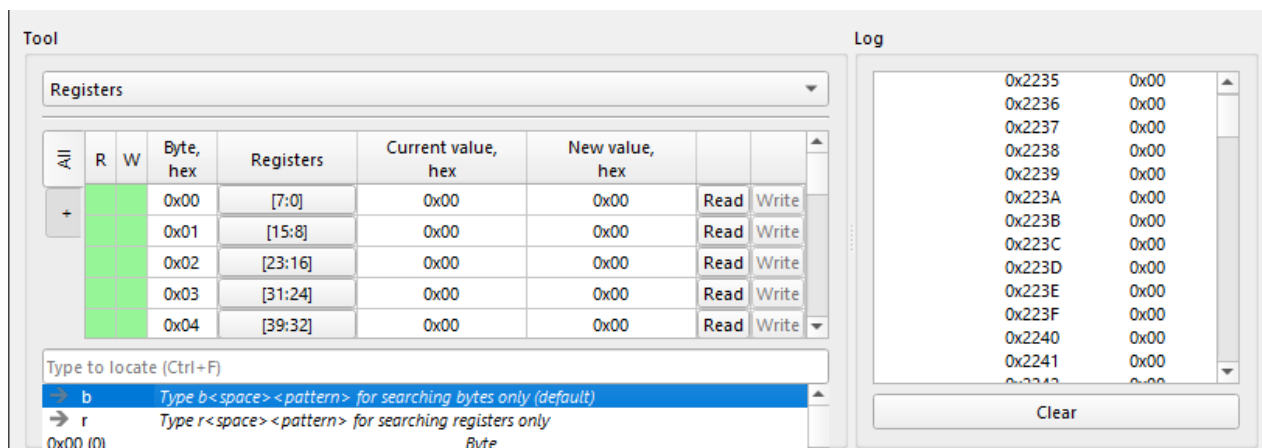 Tool
Registers
All
+
R W Byte, hex Registers Current value, hex New value, hex
0x00 [7:0] 0x00 0x00 Read Write
0x01 [15:8] 0x00 0x00 Read Write
0x02 [23:16] 0x00 0x00 Read Write
0x03 [31:24] 0x00 0x00 Read Write
0x04 [39:32] 0x00 0x00 Read Write
Type to locate (Ctrl+F)
b Type b<space><pattern> for searching bytes only (default)
r Type r<space><pattern> for searching registers only
0x00 (0) Byte
Log
0x2235 0x00
0x2236 0x00
0x2237 0x00
0x2238 0x00
0x2239 0x00
0x223A 0x00
0x223B 0x00
0x223C 0x00
0x223D 0x00
0x223E 0x00
0x223F 0x00
0x2240 0x00
0x2241 0x00
Clear